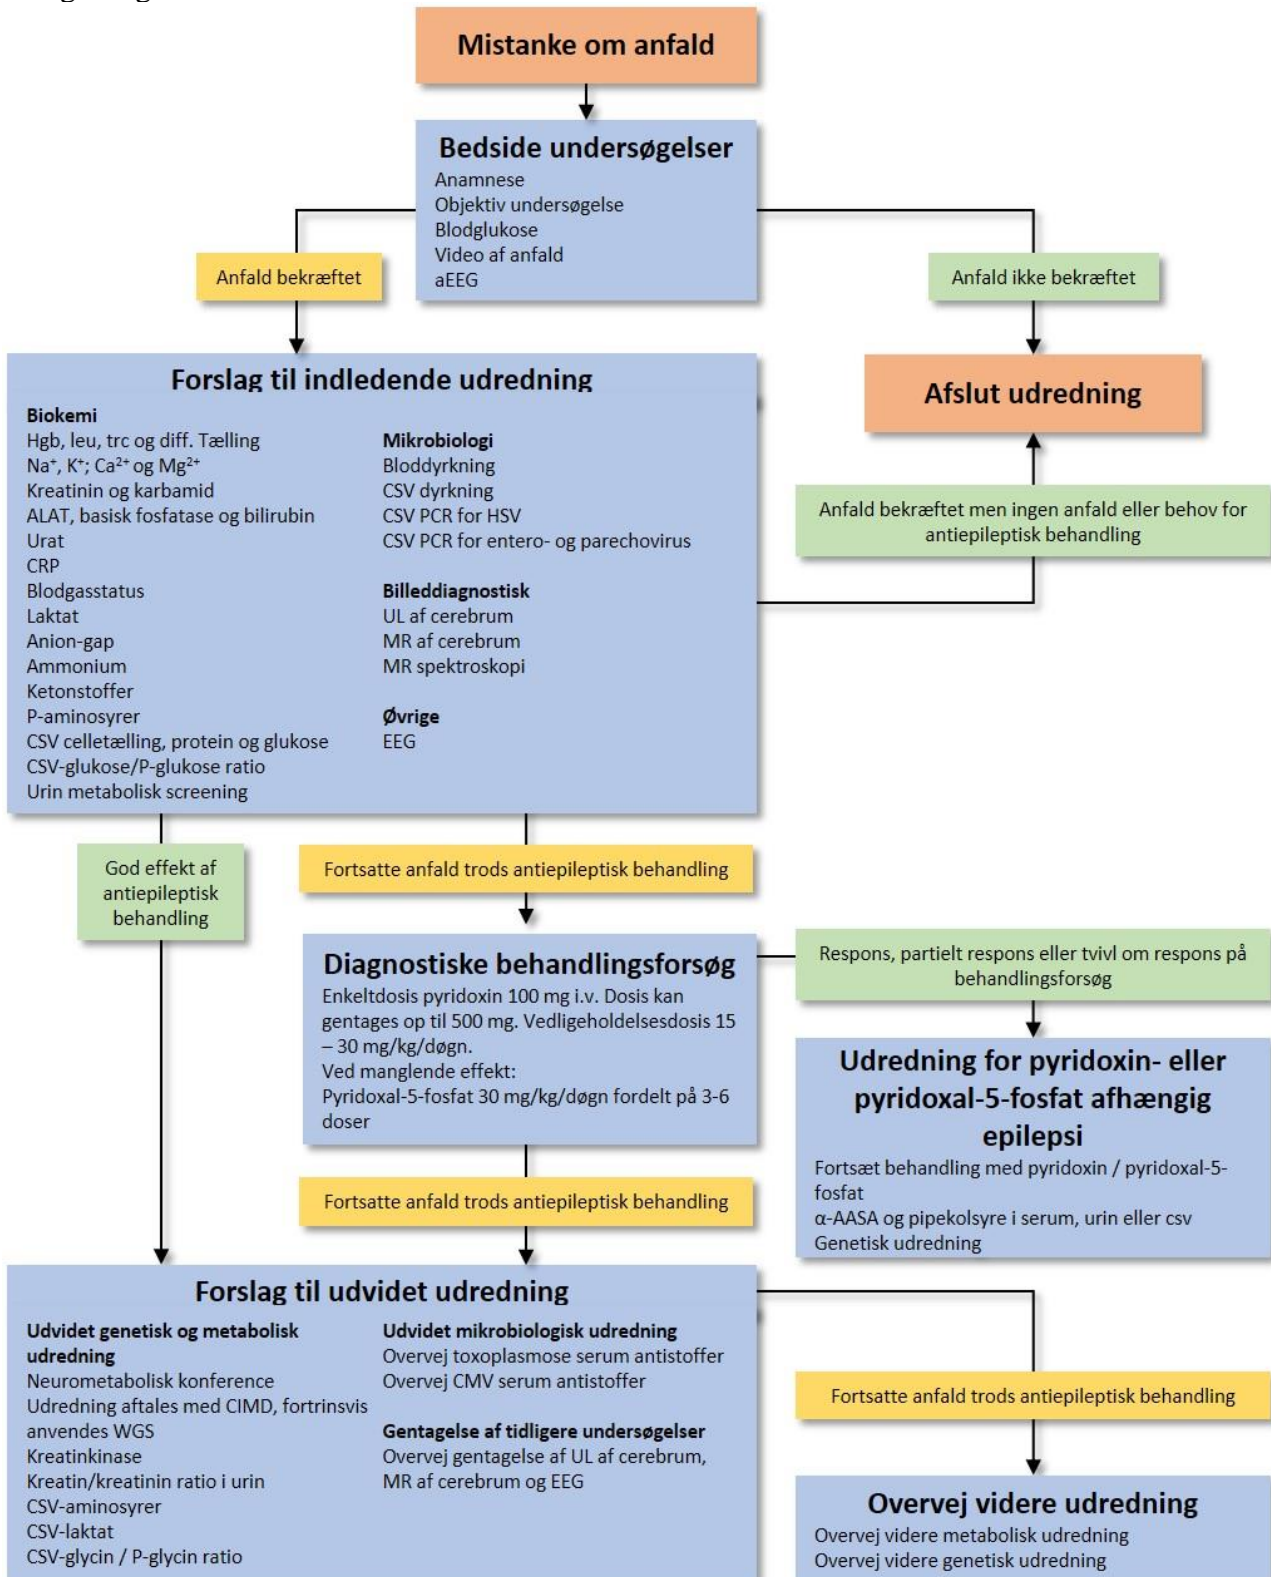 Mistanke om anfald
Bedside undersøgelser
Anamnese
Objektiv undersøgelse
Blodglukose
Video af anfald
aEEG
Anfald bekræftet
Anfald ikke bekræftet
Afslut udredning
Forslag til indledende udredning
Biokemi
Hgb, leu, trc og diff. Tælling
Na⁺, K⁺; Ca²⁺ og Mg²⁺
Kreatinin og karbamid
ALAT, basisk fosfatase og bilirubin
Urat
CRP
Blodgasstatus
Laktat
Anion-gap
Ammonium
Ketonstoffer
P-aminosyrer
CSV celletælling, protein og glukose
CSV-glukose/P-glukose ratio
Urin metabolisk screening
Mikrobiologi
Bloddyrkning
CSV dyrkning
CSV PCR for HSV
CSV PCR for entero- og parechovirus
Billeddiagnostisk
UL af cerebrum
MR af cerebrum
MR spektroskopi
Øvrige
EEG
Anfald bekræftet men ingen anfald eller behov for
antiepileptisk behandling
God effekt af
antiepileptisk
behandling
Fortsatte anfald trods antiepileptisk behandling
Diagnostiske behandlingsforsøg
Enkeltdosis pyridoxin 100 mg i.v. Dosis kan
gentages op til 500 mg. Vedligeholdelsesdosis 15
– 30 mg/kg/døgn.
Ved manglende effekt:
Pyridoxal-5-fosfat 30 mg/kg/døgn fordelt på 3-6
doser
Respons, partielt respons eller tvivl om respons på
behandlingsforsøg
Udredning for pyridoxin- eller
pyridoxal-5-fosfat afhængig
epilepsi
Fortsæt behandling med pyridoxin / pyridoxal-5-
fosfat
α-AASA og pipekolsyre i serum, urin eller csv
Genetisk udredning
Fortsatte anfald trods antiepileptisk behandling
Forslag til udvidet udredning
Udvidet genetisk og metabolisk
udredning
Neurometabolisk konference
Udredning aftales med CIMD, fortrinsvis
anvendes WGS
Kreatinkinase
Kreatin/kreatinin ratio i urin
CSV-aminosyrer
CSV-laktat
CSV-glycin / P-glycin ratio
Udvidet mikrobiologisk udredning
Overvej toxoplasmose serum antistoffer
Overvej CMV serum antistoffer
Gentagelse af tidligere undersøgelser
Overvej gentagelse af UL af cerebrum,
MR af cerebrum og EEG
Fortsatte anfald trods antiepileptisk behandling
Overvej videre udredning
Overvej videre metabolisk udredning
Overvej videre genetisk udredning